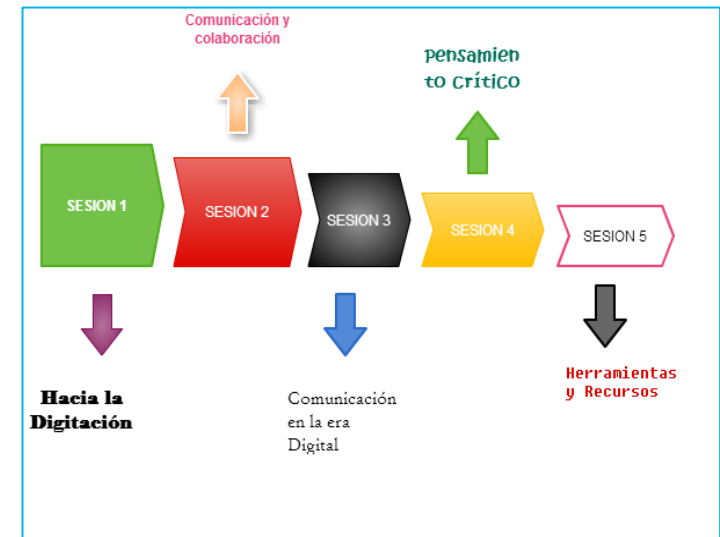 Comunicación y
colaboración
Pensamien
to Crítico
SESION 1
SESION 2
SESION 3
SESION 4
SESION 5
Hacia la
Digitación
Comunicación
en la era
Digital
Herramientas
y Recursos